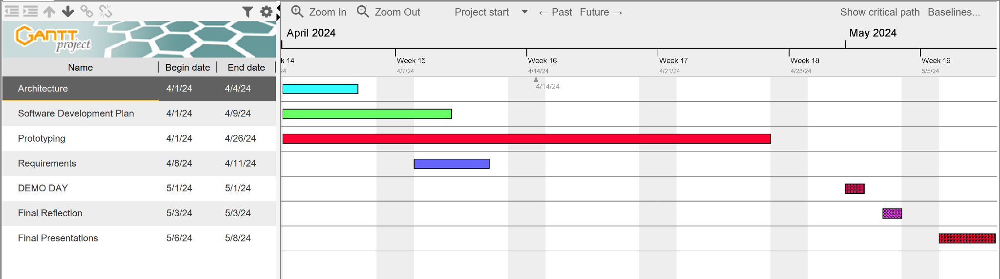 Zoom In Zoom Out Project start ← Past Future → Show critical path Baselines...
GANTT project
April 2024 May 2024
k 14 Week 15 Week 16 Week 17 Week 18 Week 19
24 4/7/24 4/14/24 4/21/24 4/28/24 5/5/24
Name Begin date End date
4/14/24
Architecture 4/1/24 4/4/24
Software Development Plan 4/1/24 4/9/24
Prototyping 4/1/24 4/26/24
Requirements 4/8/24 4/11/24
DEMO DAY 5/1/24 5/1/24
Final Reflection 5/3/24 5/3/24
Final Presentations 5/6/24 5/8/24